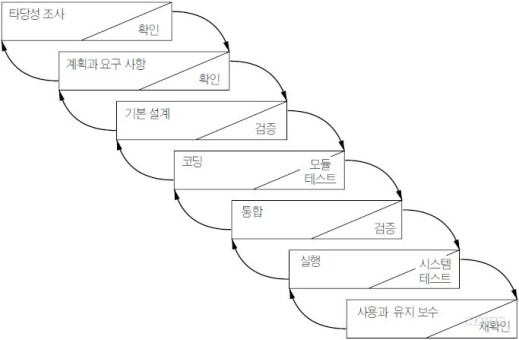 타당성 조사
확인
계획과 요구 사항
확인
기본 설계
검증
코딩
모듈
테스트
통합
검증
실행
시스템
테스트
사용과 유지 보수
재확인